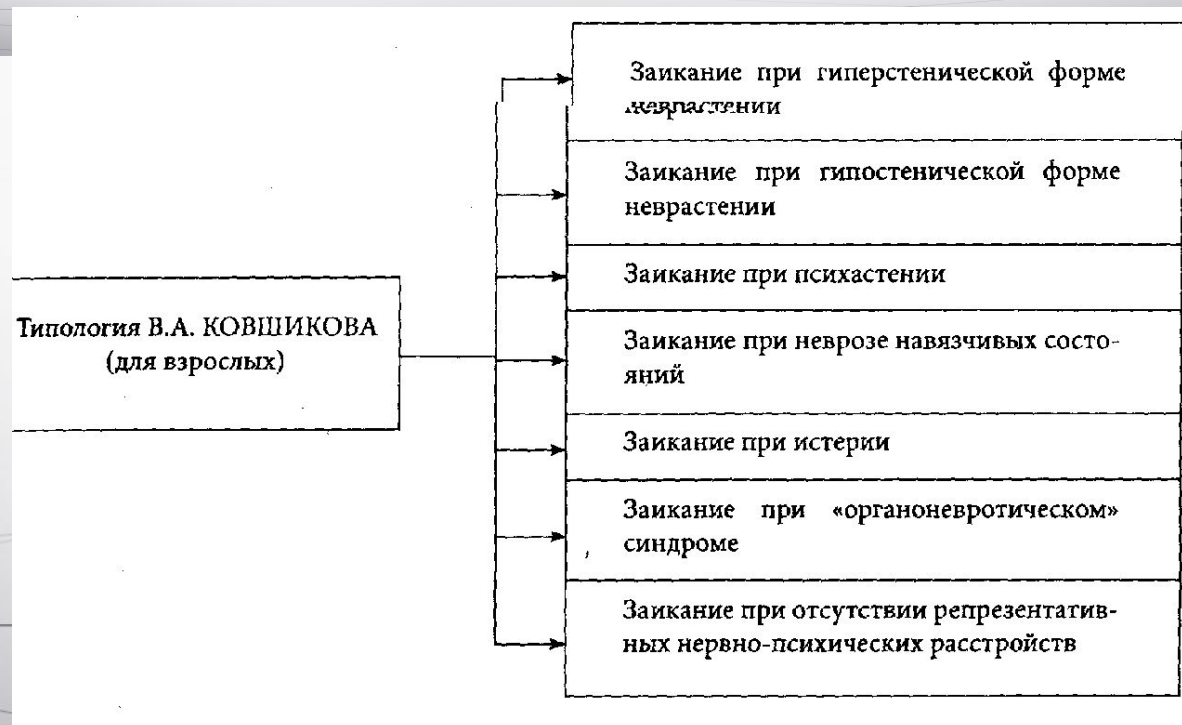 Типология В.А. КОВШИКОВА
(для взрослых)
Заикание при гиперстенической форме
неврастении
Заикание при гипостенической форме
неврастении
Заикание при психастении
Заикание при неврозе навязчивых состо-
яний
Заикание при истерии
Заикание при «органоневротическом»
синдроме
Заикание при отсутствии репрезентатив-
ных нервно-психических расстройств